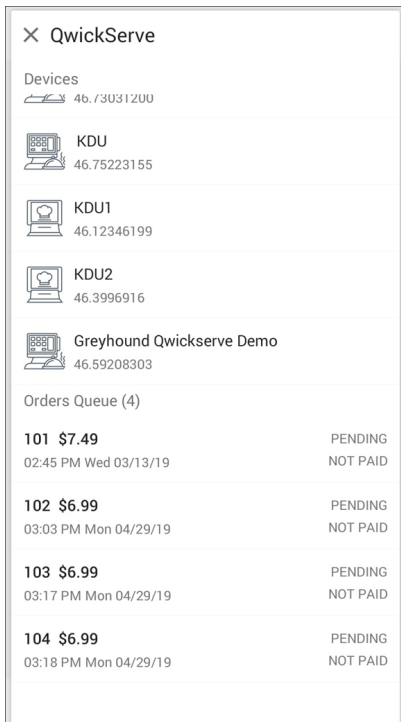 QwickServe
Devices
46.73031200
KDU
46.75223155
KDU1
46.12346199
KDU2
46.3996916
Greyhound Qwickserve Demo
46.59208303
Orders Queue (4)
101 $7.49 PENDING
02:45 PM Wed 03/13/19 NOT PAID
102 $6.99 PENDING
03:03 PM Mon 04/29/19 NOT PAID
103 $6.99 PENDING
03:17 PM Mon 04/29/19 NOT PAID
104 $6.99 PENDING
03:18 PM Mon 04/29/19 NOT PAID